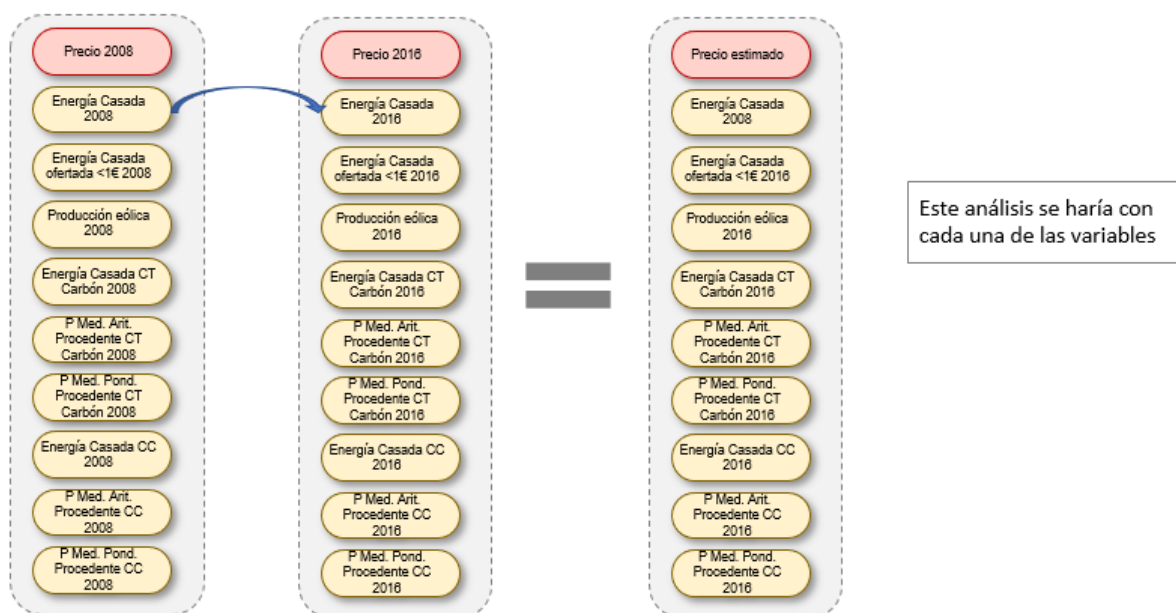 Precio 2008
Energía Casada
2008
Energía Casada
ofertada <1€ 2008
Producción eólica
2008
Energía Casada CT
Carbón 2008
P Med. Arit.
Procedente CT
Carbón 2008
P Med. Pond.
Procedente CT
Carbón 2008
Energía Casada CC
2008
P Med. Arit.
Procedente CC
2008
P Med. Pond.
Procedente CC
2008
Precio 2016
Energía Casada
2016
Energía Casada
ofertada <1€ 2016
Producción eólica
2016
Energía Casada CT
Carbón 2016
P Med. Arit.
Procedente CT
Carbón 2016
P Med. Pond.
Procedente CT
Carbón 2016
Energía Casada CC
2016
P Med. Arit.
Procedente CC
2016
P Med. Pond.
Procedente CC
2016
Precio estimado
Energía Casada
2008
Energía Casada
ofertada <1€ 2016
Producción eólica
2016
Energía Casada CT
Carbón 2016
P Med. Arit.
Procedente CT
Carbón 2016
P Med. Pond.
Procedente CT
Carbón 2016
Energía Casada CC
2016
P Med. Arit.
Procedente CC
2016
P Med. Pond.
Procedente CC
2016
Este análisis se haría con
cada una de las variables